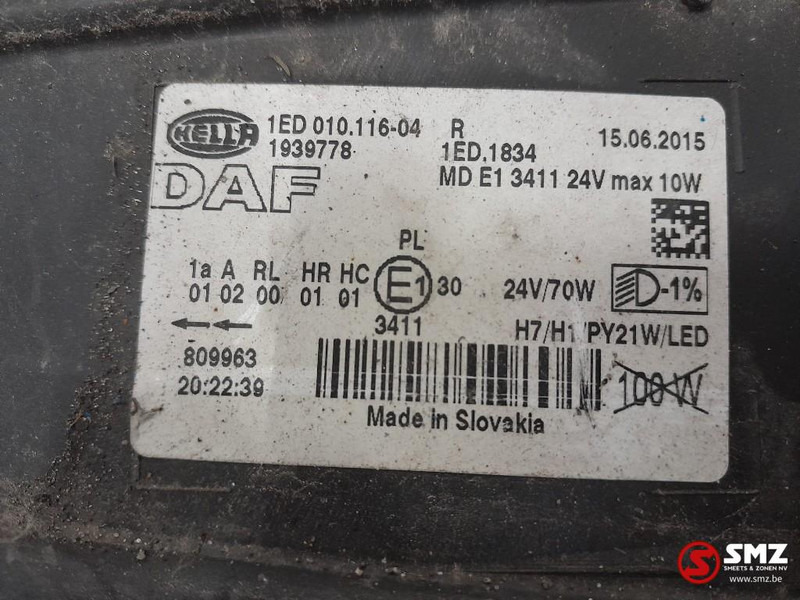 HELLA 1ED 010.116-04 R 15.06.2015
1939778 1ED.1834
DAF MD E1 3411 24V max 10W
PL
1a A RL HR HC E1 30 24V/70W D-1%
01 02 00 01 01
3411 H7/H1/PY21W/LED
809963
20:22:39 100 W
Made in Slovakia
SMZ
SHEETS & ZONEN NV
www.smz.be